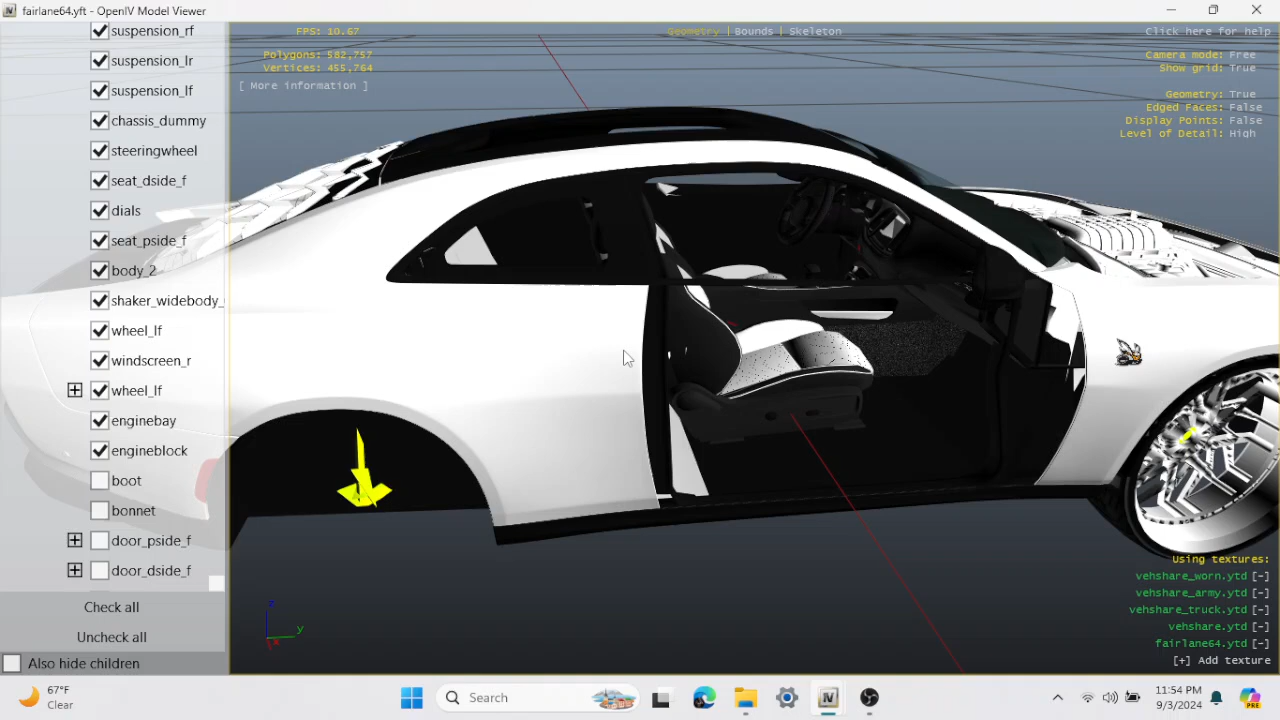 fairlane64.yft - OpenIV Model Viewer
suspension_rf
suspension_lr
suspension_lf
chassis_dummy
steeringwheel
seat_dside_f
dials
seat_pside_f
body_2
shaker_widebody_
wheel_lf
windscreen_r
wheel_lf
enginebay
engineblock
boot
bonnet
door_pside_f
door_dside_f
Check all
Uncheck all
Also hide children
FPS: 10.67
Polygons: 582,757
Vertices: 455,764
[ More information ]
Geometry | Bounds | Skeleton
Click here for help
Camera mode: Free
Show grid: True
Geometry: True
Edged Faces: False
Display Points: False
Level of Detail: High
z
y
x
Using textures:
vehshare_worn.ytd [-]
vehshare_army.ytd [-]
vehshare_truck.ytd [-]
vehshare.ytd [-]
fairlane64.ytd [-]
[+] Add texture
67°F
Clear
Search
11:54 PM
9/3/2024
PRE